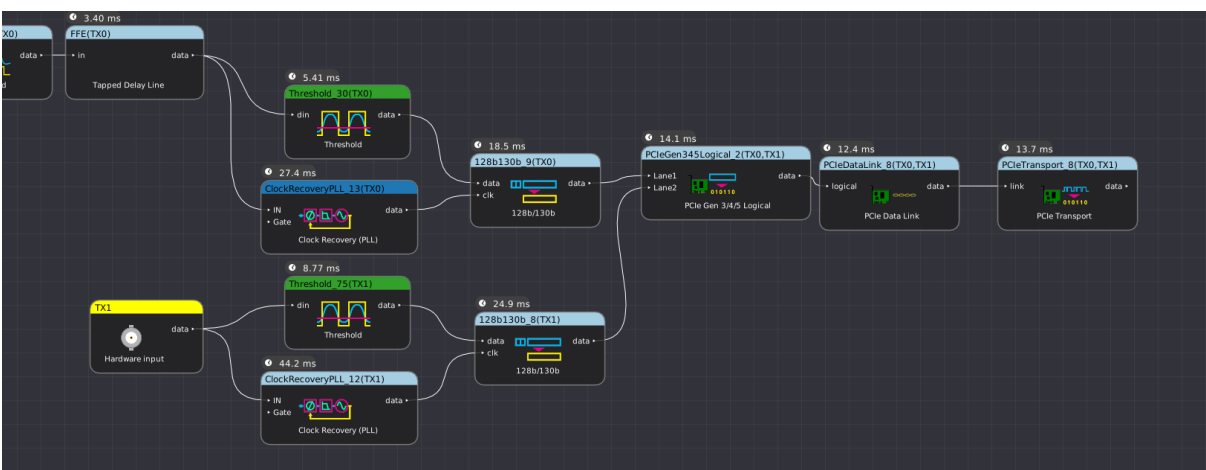 X0)
data
d
3.40 ms
FFE(TX0)
in
data
Tapped Delay Line
5.41 ms
Threshold_30(TX0)
din
data
Threshold
27.4 ms
ClockRecoveryPLL_13(TX0)
IN
data
Gate
Clock Recovery (PLL)
18.5 ms
128b130b_9(TX0)
data
data
clk
128b/130b
14.1 ms
PCIeGen345Logical_2(TX0,TX1)
Lane1
data
Lane2
010110
PCIe Gen 3/4/5 Logical
12.4 ms
PCIeDataLink_8(TX0,TX1)
logical
data
PCIe Data Link
13.7 ms
PCIeTransport_8(TX0,TX1)
link
data
010110
PCIe Transport
TX1
data
Hardware input
8.77 ms
Threshold_75(TX1)
din
data
Threshold
44.2 ms
ClockRecoveryPLL_12(TX1)
IN
data
Gate
Clock Recovery (PLL)
24.9 ms
128b130b_8(TX1)
data
data
clk
128b/130b